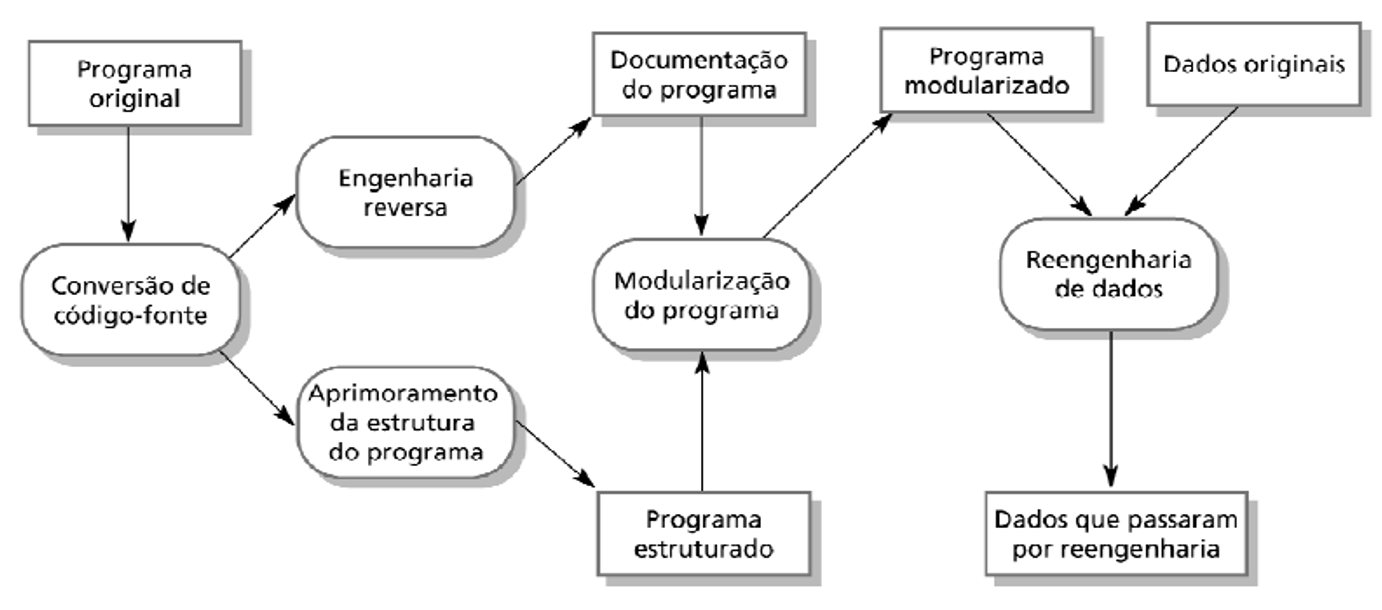 Programa
original
Conversão de
código-fonte
Engenharia
reversa
Aprimoramento
da estrutura
do programa
Documentação
do programa
Modularização
do programa
Programa
estruturado
Programa
modularizado
Dados originais
Reengenharia
de dados
Dados que passaram
por reengenharia